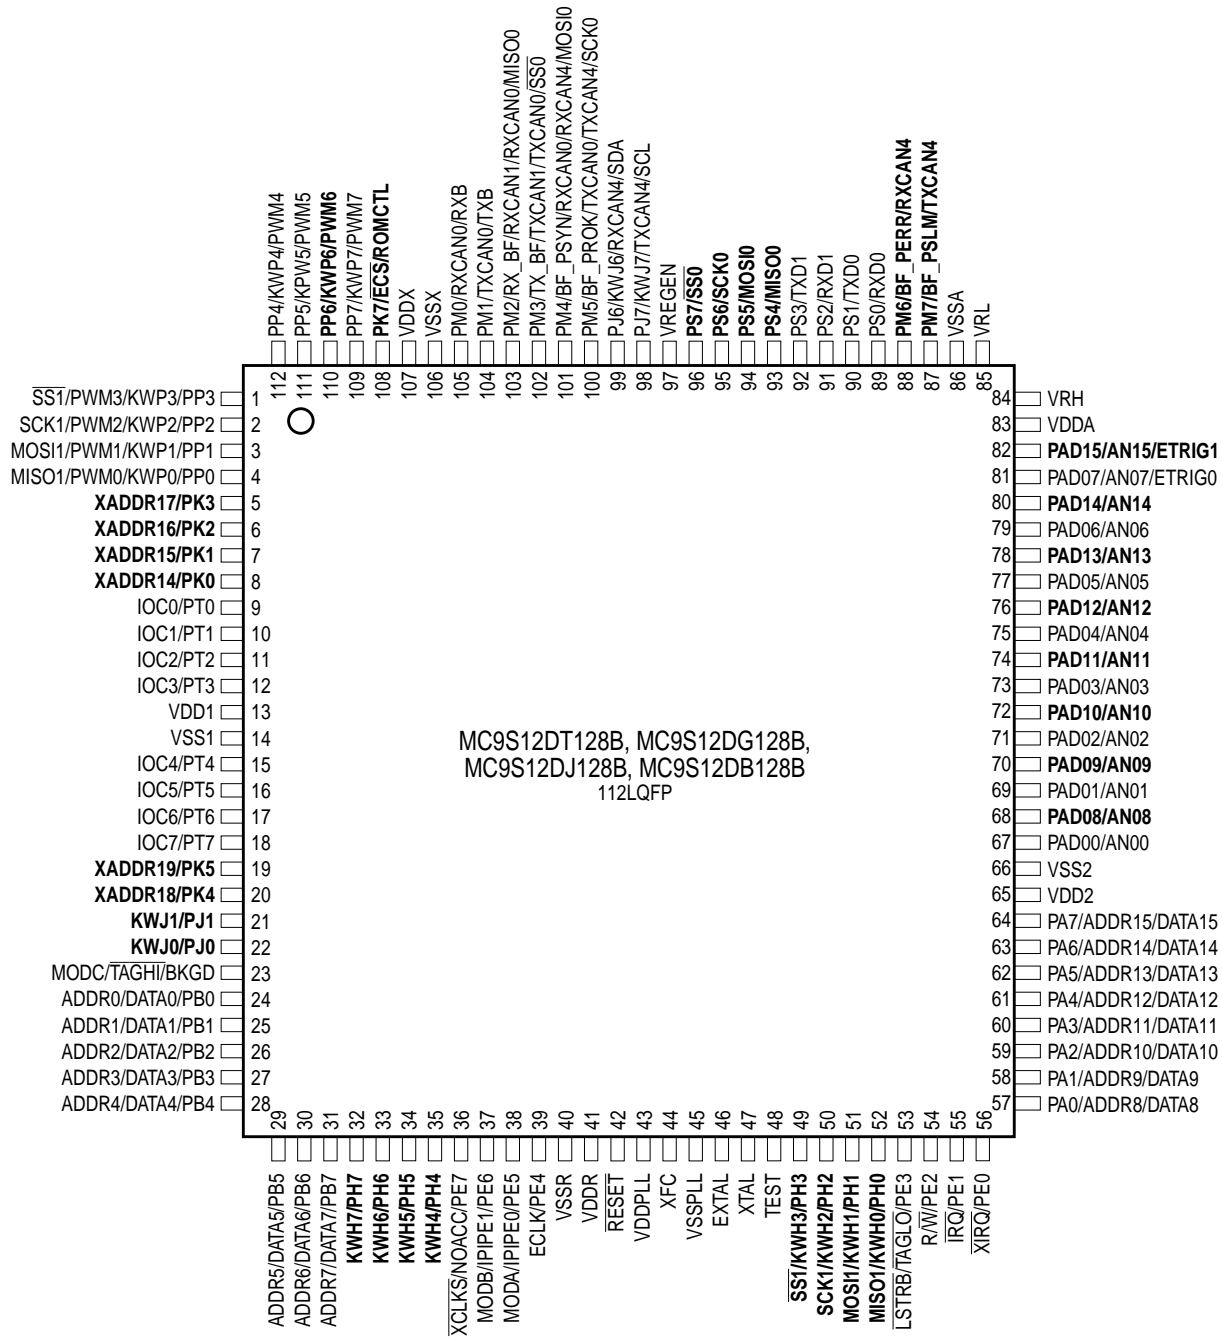 PP4/KWP4/PWM4
PP5/KPW5/PWM5
PP6/KWP6/PWM6
PP7/KWP7/PWM7
PK7/ECS/ROMCTL
VDDX
VSSX
PM0/RXCAN0/RXB
PM1/TXCAN0/TXB
PM2/RX_BF/RXCAN1/RXCAN0/MISO0
PM3/TX_BF/TXCAN1/TXCAN0/SS0
PM4/BF_PSYN/RXCAN0/RXCAN4/MOSI0
PM5/BF_PROK/TXCAN0/TXCAN4/SCK0
PJ6/KWJ6/RXCAN4/SDA
PJ7/KWJ7/TXCAN4/SCL
VREGEN
PS7/SS0
PS6/SCK0
PS5/MOSI0
PS4/MISO0
PS3/TXD1
PS2/RXD1
PS1/TXD0
PS0/RXD0
PM6/BF_PERR/RXCAN4
PM7/BF_PSLM/TXCAN4
VSSA
VRL
112
111
110
109
108
107
106
105
104
103
102
101
100
99
98
97
96
95
94
93
92
91
90
89
88
87
86
85
SS1/PWM3/KWP3/PP3 1
SCK1/PWM2/KWP2/PP2 2
MOSI1/PWM1/KWP1/PP1 3
MISO1/PWM0/KWP0/PP0 4
XADDR17/PK3 5
XADDR16/PK2 6
XADDR15/PK1 7
XADDR14/PK0 8
IOC0/PT0 9
IOC1/PT1 10
IOC2/PT2 11
IOC3/PT3 12
VDD1 13
VSS1 14
IOC4/PT4 15
IOC5/PT5 16
IOC6/PT6 17
IOC7/PT7 18
XADDR19/PK5 19
XADDR18/PK4 20
KWJ1/PJ1 21
KWJ0/PJ0 22
MODC/TAGHI/BKGD 23
ADDR0/DATA0/PB0 24
ADDR1/DATA1/PB1 25
ADDR2/DATA2/PB2 26
ADDR3/DATA3/PB3 27
ADDR4/DATA4/PB4 28
MC9S12DT128B, MC9S12DG128B,
MC9S12DJ128B, MC9S12DB128B
112LQFP
84 VRH
83 VDDA
82 PAD15/AN15/ETRIG1
81 PAD07/AN07/ETRIG0
80 PAD14/AN14
79 PAD06/AN06
78 PAD13/AN13
77 PAD05/AN05
76 PAD12/AN12
75 PAD04/AN04
74 PAD11/AN11
73 PAD03/AN03
72 PAD10/AN10
71 PAD02/AN02
70 PAD09/AN09
69 PAD01/AN01
68 PAD08/AN08
67 PAD00/AN00
66 VSS2
65 VDD2
64 PA7/ADDR15/DATA15
63 PA6/ADDR14/DATA14
62 PA5/ADDR13/DATA13
61 PA4/ADDR12/DATA12
60 PA3/ADDR11/DATA11
59 PA2/ADDR10/DATA10
58 PA1/ADDR9/DATA9
57 PA0/ADDR8/DATA8
29
30
31
32
33
34
35
36
37
38
39
40
41
42
43
44
45
46
47
48
49
50
51
52
53
54
55
56
ADDR5/DATA5/PB5
ADDR6/DATA6/PB6
ADDR7/DATA7/PB7
KWH7/PH7
KWH6/PH6
KWH5/PH5
KWH4/PH4
XCLKS/NOACC/PE7
MODB/IPIPE1/PE6
MODA/IPIPE0/PE5
ECLK/PE4
VSSR
VDDR
RESET
VDDPLL
XFC
VSSPLL
EXTAL
XTAL
TEST
SS1/KWH3/PH3
SCK1/KWH2/PH2
MOSI1/KWH1/PH1
MISO1/KWH0/PH0
LSTRB/TAGLO/PE3
R/W/PE2
IRQ/PE1
XIRQ/PE0